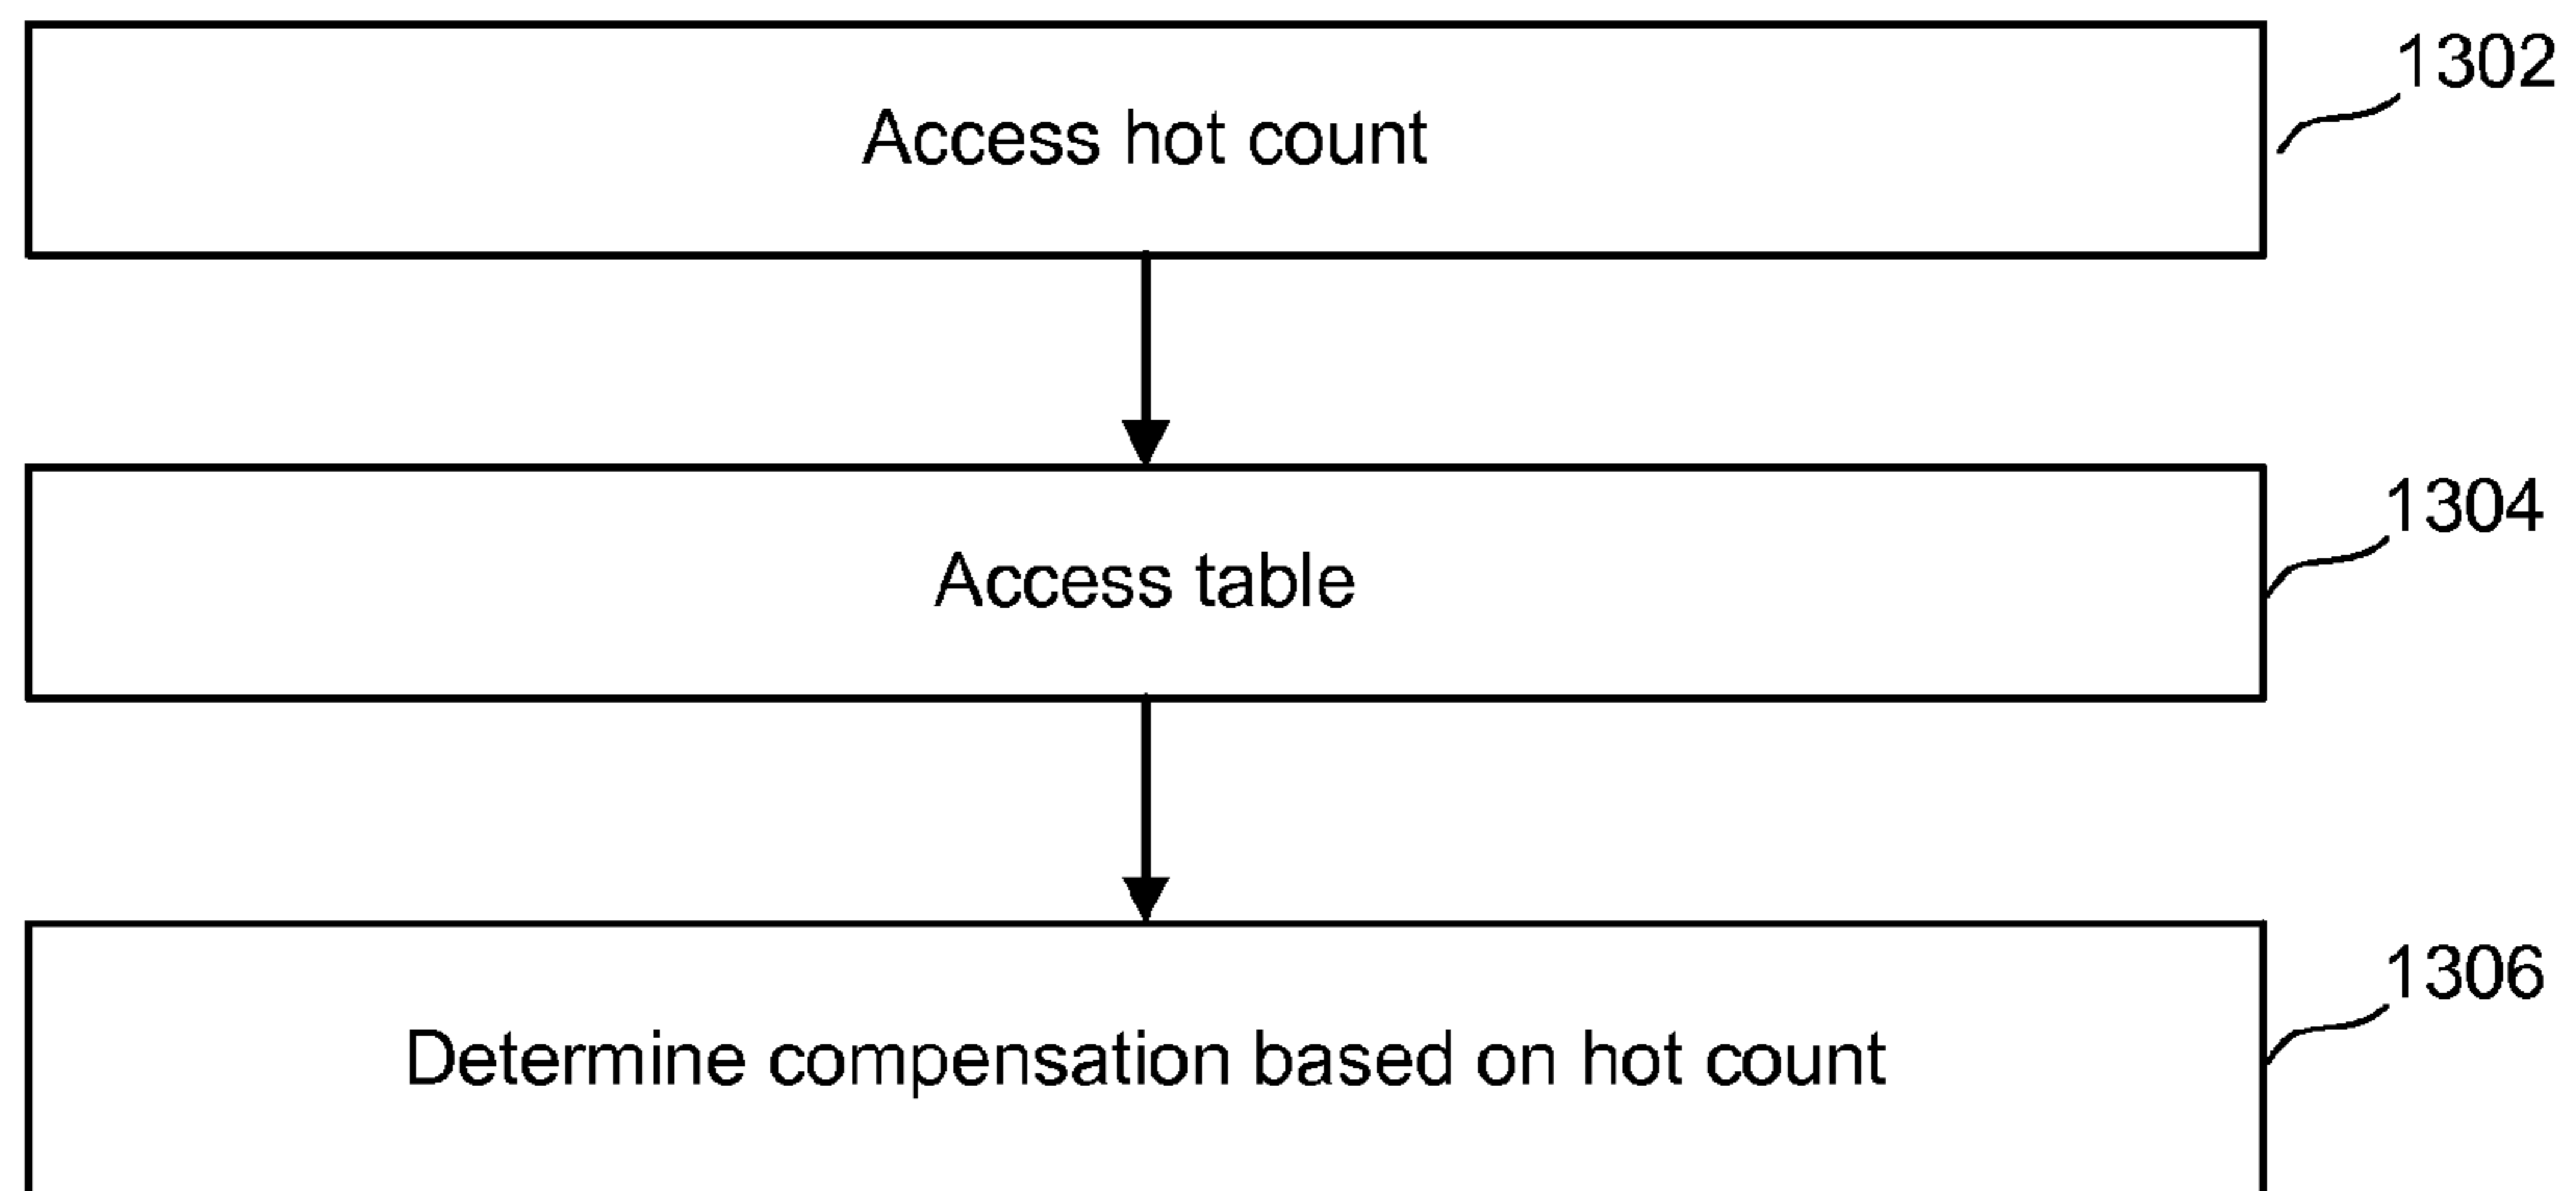 Access hot count
1302
Access table
1304
Determine compensation based on hot count
1306